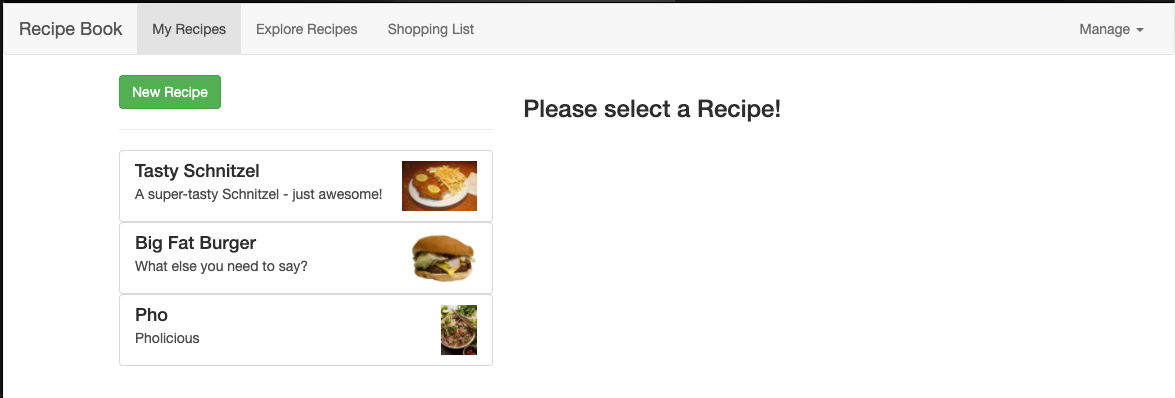 Recipe Book My Recipes Explore Recipes Shopping List Manage
New Recipe
Please select a Recipe!
Tasty Schnitzel
A super-tasty Schnitzel - just awesome!
Big Fat Burger
What else you need to say?
Pho
Pholicious